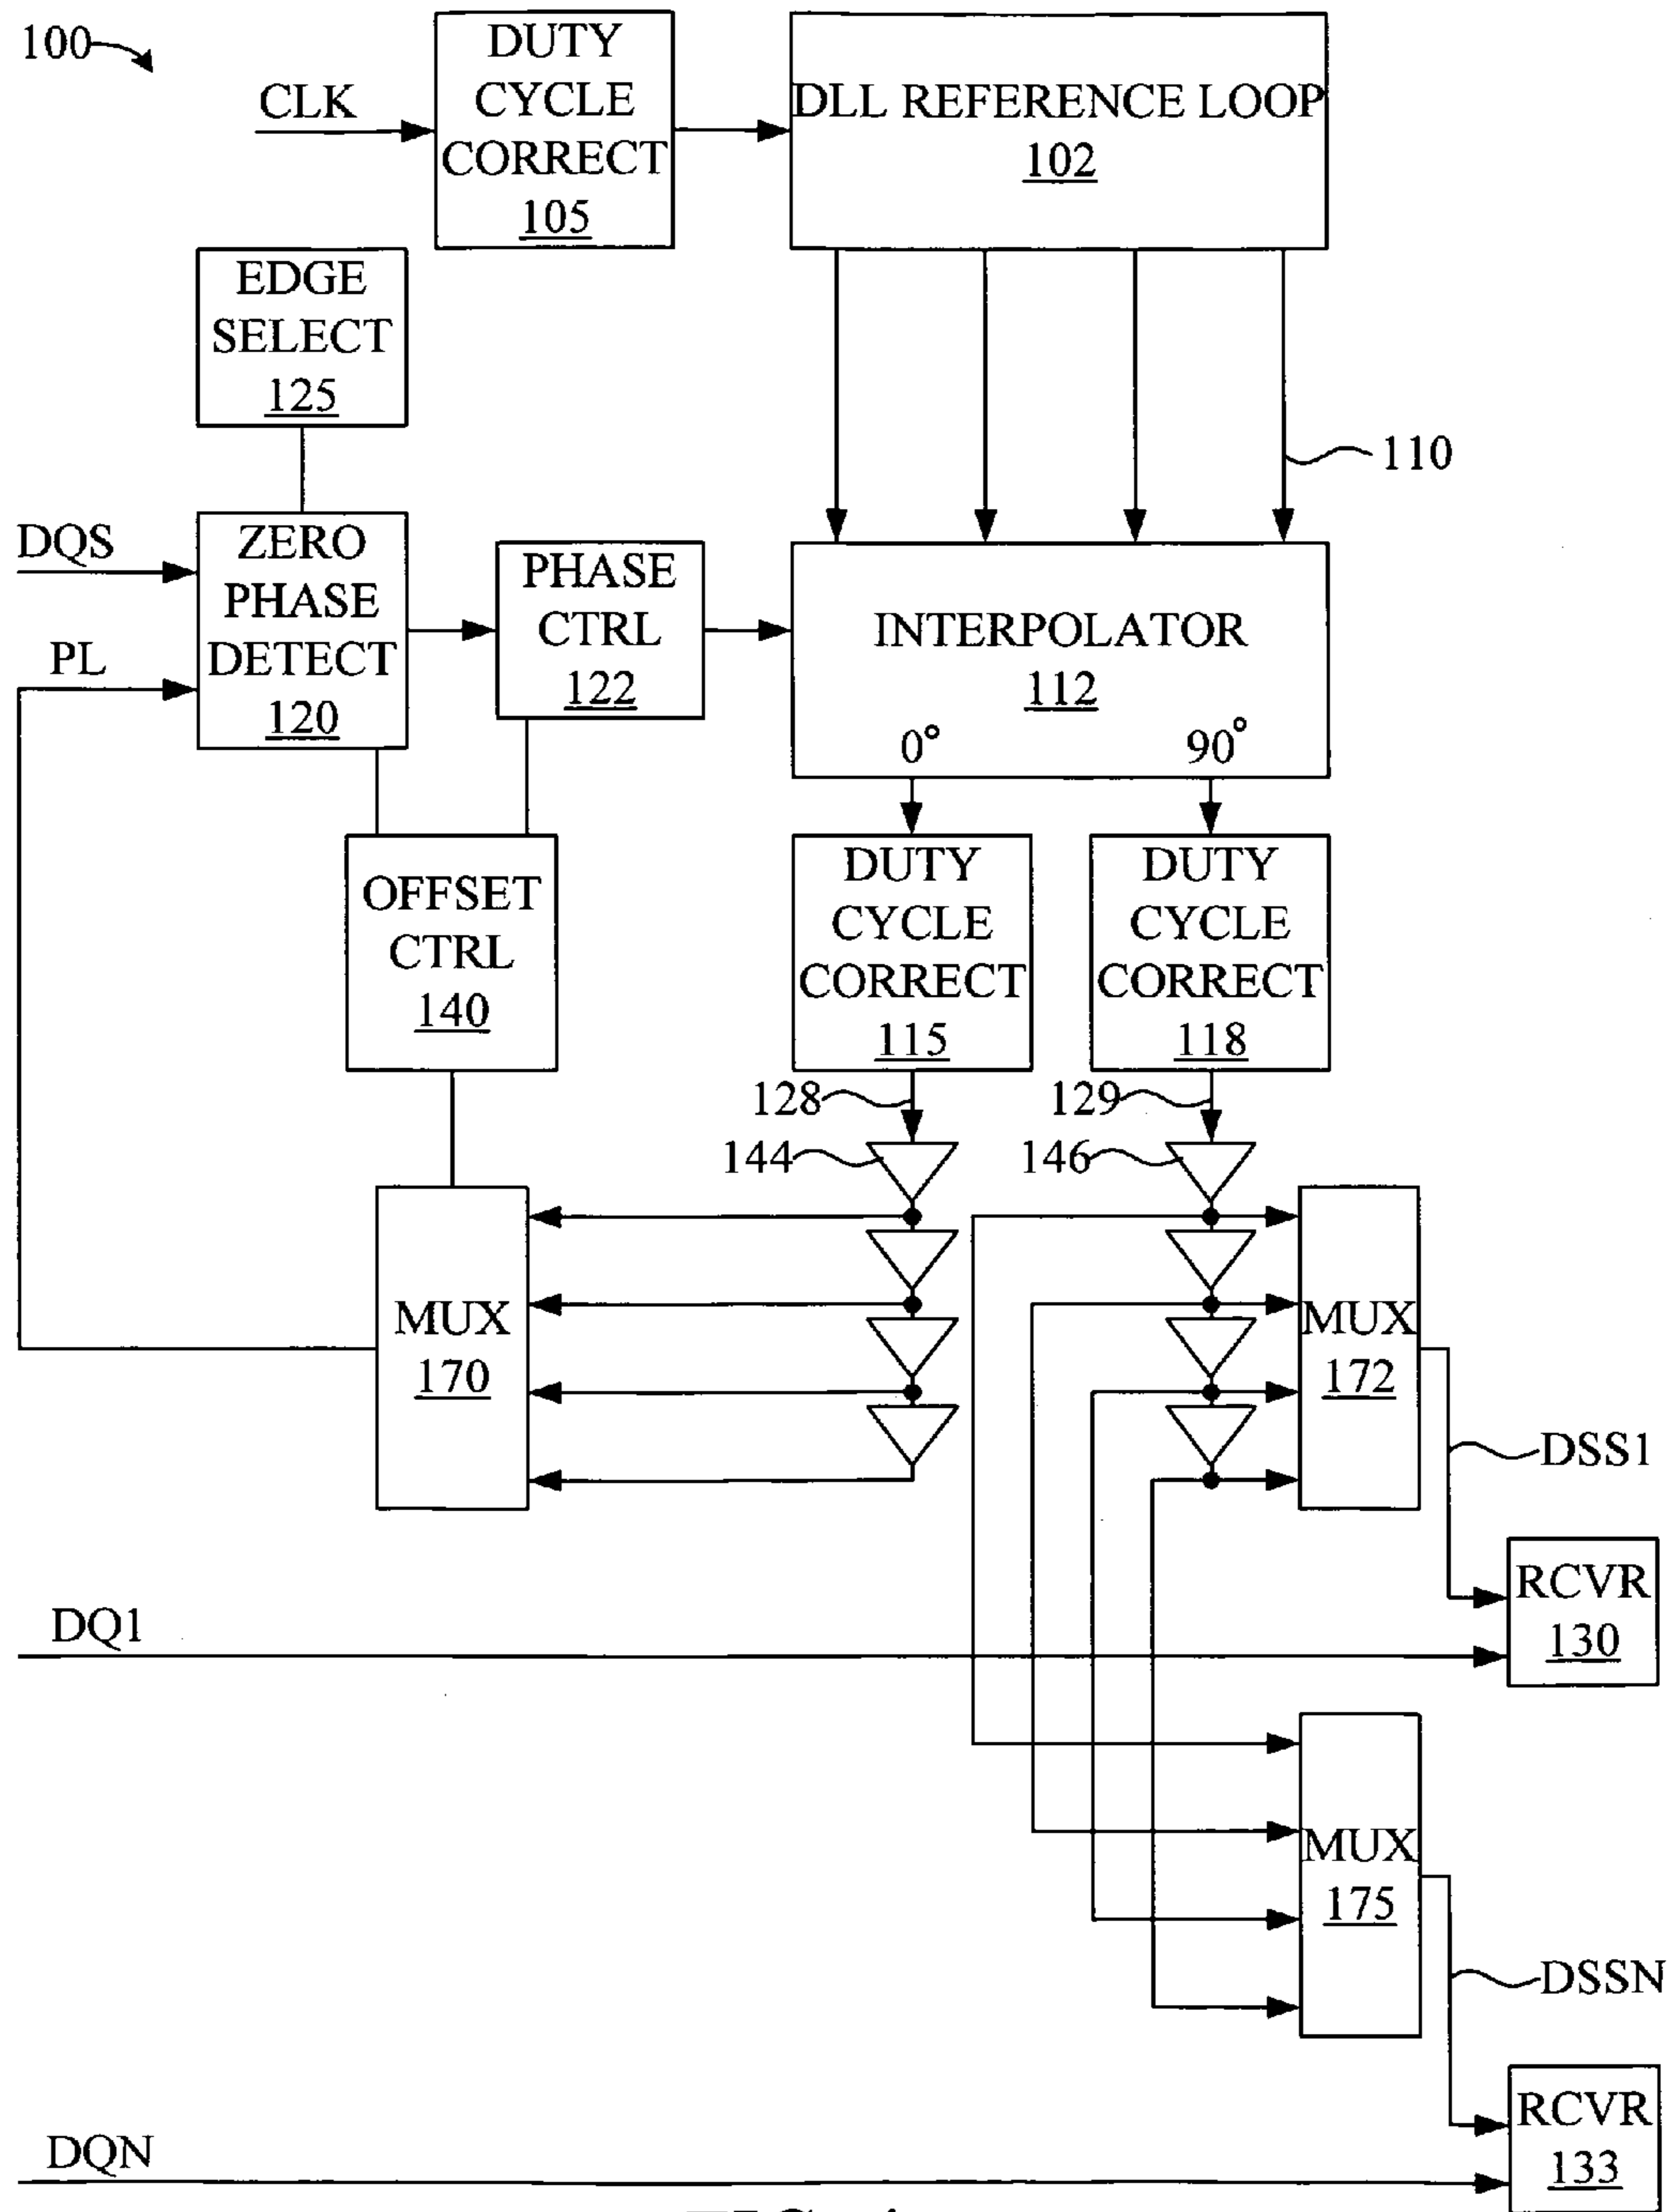 100
CLK
DUTY
CYCLE
CORRECT
105
DLL REFERENCE LOOP
102
EDGE
SELECT
125
110
DQS
PL
ZERO
PHASE
DETECT
120
PHASE
CTRL
122
INTERPOLATOR
112
0°
90°
OFFSET
CTRL
140
DUTY
CYCLE
CORRECT
115
DUTY
CYCLE
CORRECT
118
128
129
144
146
MUX
170
MUX
172
DSS1
RCVR
130
DQ1
MUX
175
DSSN
RCVR
133
DQN